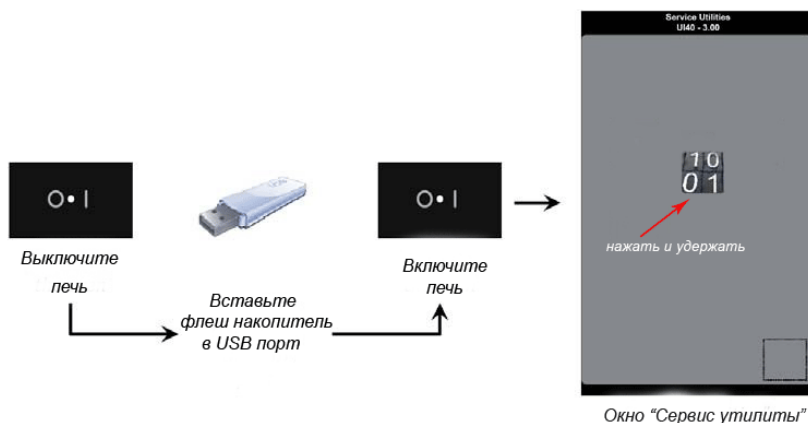 Service Utilities
UI40 - 3.00
10
01
нажать и удержать
O•I
Выключите
печь
Вставьте
флеш накопитель
в USB порт
O•I
Включите
печь
Окно “Сервис утилиты”